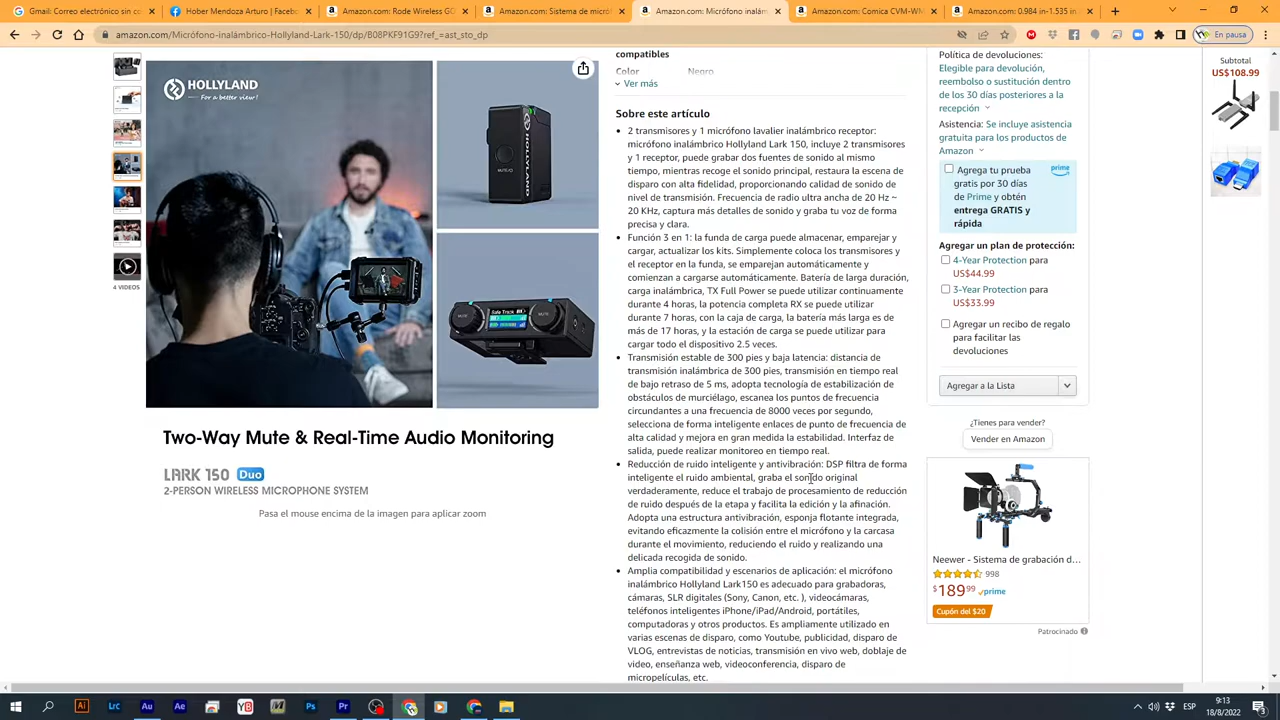 Gmail: Correo electrónico sin c
Hober Mendoza Arturo | Facebo
Amazon.com: Rode Wireless GO
Amazon.com: Sistema de micró
Amazon.com: Micrófono inalám
Amazon.com: Comica CVM-WM
Amazon.com: 0.984 in-1.535 in
amazon.com/Micrófono-inalámbrico-Hollyland-Lark-150/dp/B08PKF91G9?ref_=ast_sto_dp
En pausa
HOLLYLAND
For a better view!
4 VIDEOS
MUTE
MUTE
Safe Track
Two-Way Mute & Real-Time Audio Monitoring
LARK 150 Duo
2-PERSON WIRELESS MICROPHONE SYSTEM
Pasa el mouse encima de la imagen para aplicar zoom
compatibles
Color Negro
Ver más
Sobre este artículo
2 transmisores y 1 micrófono lavalier inalámbrico receptor:
micrófono inalámbrico Hollyland Lark 150, incluye 2 transmisores
y 1 receptor, puede grabar dos fuentes de sonido al mismo
tiempo, mientras recoge el sonido principal, restaura la escena de
disparo con alta fidelidad, proporcionando calidad de sonido de
nivel de transmisión. Frecuencia de radio ultra ancha de 20 Hz ~
20 KHz, captura más detalles de sonido y graba tu voz de forma
precisa y clara.
Función 3 en 1: la funda de carga puede almacenar, emparejar y
cargar, actualizar los kits. Simplemente coloca los transmisores y
el receptor en la funda, se emparejan automáticamente y
comienzan a cargarse automáticamente. Batería de larga duración,
carga inalámbrica, TX Full Power se puede utilizar continuamente
durante 4 horas, la potencia completa RX se puede utilizar
durante 7 horas, con la caja de carga, la batería más larga es de
más de 17 horas, y la estación de carga se puede utilizar para
cargar todo el dispositivo 2.5 veces.
Transmisión estable de 300 pies y baja latencia: distancia de
transmisión inalámbrica de 300 pies, transmisión en tiempo real
de bajo retraso de 5 ms, adopta tecnología de estabilización de
obstáculos de murciélago, escanea los puntos de frecuencia
circundantes a una frecuencia de 8000 veces por segundo,
selecciona de forma inteligente enlaces de punto de frecuencia de
alta calidad y mejora en gran medida la estabilidad. Interfaz de
salida, puede realizar monitoreo en tiempo real.
Reducción de ruido inteligente y antivibración: DSP filtra de forma
inteligente el ruido ambiental, graba el sonido original
verdaderamente, reduce el trabajo de procesamiento de reducción
de ruido después de la etapa y facilita la edición y la afinación.
Adopta una estructura antivibración, esponja flotante integrada,
evitando eficazmente la colisión entre el micrófono y la carcasa
durante el movimiento, reduciendo el ruido y realizando una
delicada recogida de sonido.
Amplia compatibilidad y escenarios de aplicación: el micrófono
inalámbrico Hollyland Lark150 es adecuado para grabadoras,
cámaras, SLR digitales (Sony, Canon, etc. ), videocámaras,
teléfonos inteligentes iPhone/iPad/Android, portátiles,
computadoras y otros productos. Es ampliamente utilizado en
varias escenas de disparo, como Youtube, publicidad, disparo de
VLOG, entrevistas de noticias, transmisión en vivo web, doblaje de
video, enseñanza web, videoconferencia, disparo de
micropelículas, etc.
Política de devoluciones:
Elegible para devolución,
reembolso o sustitución dentro
de los 30 días posteriores a la
recepción
Asistencia: Se incluye asistencia
gratuita para los productos de
Amazon
Agrega tu prueba
gratis por 30 días
de Prime y obtén
entrega GRATIS y
rápida
prime
Agregar un plan de protección:
4-Year Protection para
US$44.99
3-Year Protection para
US$33.99
Agregar un recibo de regalo
para facilitar las
devoluciones
Agregar a la Lista
¿Tienes para vender?
Vender en Amazon
Neewer - Sistema de grabación d...
998
$189.99 prime
Cupón del $20
Patrocinado
Subtotal
US$108.99
Ai
Lrc
Au
Ae
YB
Ps
Pr
ESP
9:13
18/8/2022